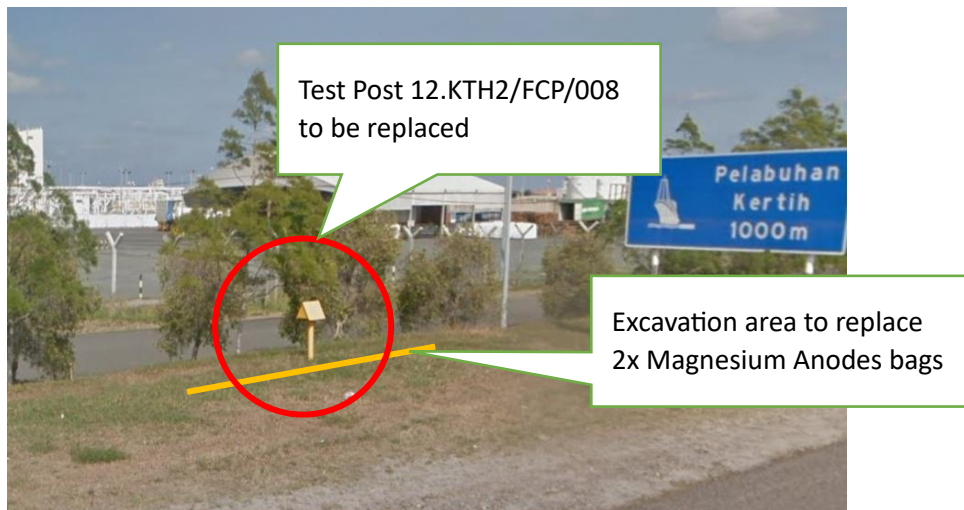 Test Post 12.KTH2/FCP/008
to be replaced
Pelabuhan
Kertih
1000m
Excavation area to replace
2x Magnesium Anodes bags